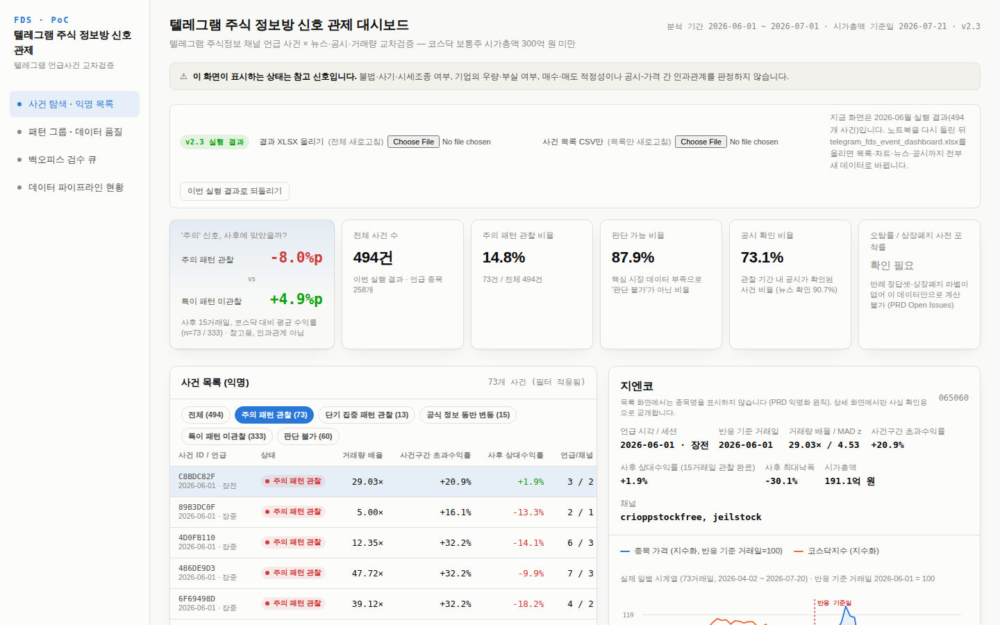 FDS · PoC
텔레그램 주식 정보방 신호
관제
텔레그램 언급사건 교차검증
사건 탐색 · 익명 목록
패턴 그룹 · 데이터 품질
백오피스 검수 큐
데이터 파이프라인 현황
텔레그램 주식 정보방 신호 관제 대시보드
분석 기간 2026-06-01 ~ 2026-07-01 · 시가총액 기준일 2026-07-21 · v2.3
텔레그램 주식정보 채널 언급 사건 × 뉴스·공시·거래량 교차검증 — 코스닥 보통주 시가총액 300억 원 미만
⚠ 이 화면이 표시하는 상태는 참고 신호입니다. 불법·사기·시세조종 여부, 기업의 우량·부실 여부, 매수·매도 적정성이나 공시-가격 간 인과관계를 판정하지 않습니다.
v2.3 실행 결과
결과 XLSX 올리기 (전체 새로고침) Choose File No file chosen
사건 목록 CSV만 (목록만 새로고침) Choose File No file chosen
지금 화면은 2026-06월 실행 결과(494
개 사건)입니다. 노트북을 다시 돌린 뒤
telegram_fds_event_dashboard.xlsx를
올리면 목록·차트·뉴스·공시까지 전부
새 데이터로 바뀝니다.
이번 실행 결과로 되돌리기
'주의' 신호, 사후에 맞았을까?
주의 패턴 관찰 -8.0%p
vs
특이 패턴 미관찰 +4.9%p
사후 15거래일, 코스닥 대비 평균 수익률
(n=73 / 333) · 참고용, 인과관계 아님
전체 사건 수
494건
이번 실행 결과 · 언급 종목
258개
주의 패턴 관찰 비율
14.8%
73건 / 전체 494건
판단 가능 비율
87.9%
핵심 시장 데이터 부족으로
'판단 불가'가 아닌 비율
공시 확인 비율
73.1%
관찰 기간 내 공시가 확인된
사건 비율 (뉴스 확인 90.7%)
오탐률 / 상장폐지 사전 포
착률
확인 필요
반례 정답셋·상장폐지 라벨이
없어 이 데이터만으로 계산
불가 (PRD Open Issues)
사건 목록 (익명)
73개 사건 (필터 적용됨)
전체 (494) 주의 패턴 관찰 (73) 단기 집중 패턴 관찰 (13) 공식 정보 동반 변동 (15)
특이 패턴 미관찰 (333) 판단 불가 (60)
사건 ID / 언급 상태 거래량 배율 사건구간 초과수익률 사후 상대수익률 언급/채널
C8BDC82F
2026-06-01 · 장전
주의 패턴 관찰 29.03× +20.9% +1.9% 3 / 2
89B3DC0F
2026-06-01 · 장중
주의 패턴 관찰 5.00× +16.1% -13.3% 2 / 1
4D0FB110
2026-06-01 · 장중
주의 패턴 관찰 12.35× +32.2% -14.1% 6 / 3
486DE9D3
2026-06-01 · 장중
주의 패턴 관찰 47.72× +32.2% -9.9% 7 / 3
6F69498D
2026-06-01 · 장중
주의 패턴 관찰 39.12× +32.2% -18.2% 4 / 2
지엔코
065060
목록 화면에서는 종목명을 표시하지 않습니다 (PRD 익명화 원칙). 상세 화면에서만 사실 확인용
으로 공개합니다.
언급 시각 / 세션 반응 기준 거래일 거래량 배율 / MAD z 사건구간 초과수익률
2026-06-01 · 장전 2026-06-01 29.03× / 4.53 +20.9%
사후 상대수익률 (15거래일 관찰 완료) 사후 최대낙폭 시가총액
+1.9% -30.1% 191.1억 원
채널
crioppstockfree, jeilstock
종목 가격 (지수화, 반응 기준 거래일=100) 코스닥지수 (지수화)
실제 일별 시계열 (73거래일, 2026-04-02 ~ 2026-07-20) · 반응 기준 거래일 2026-06-01 = 100
반응 기준일
119